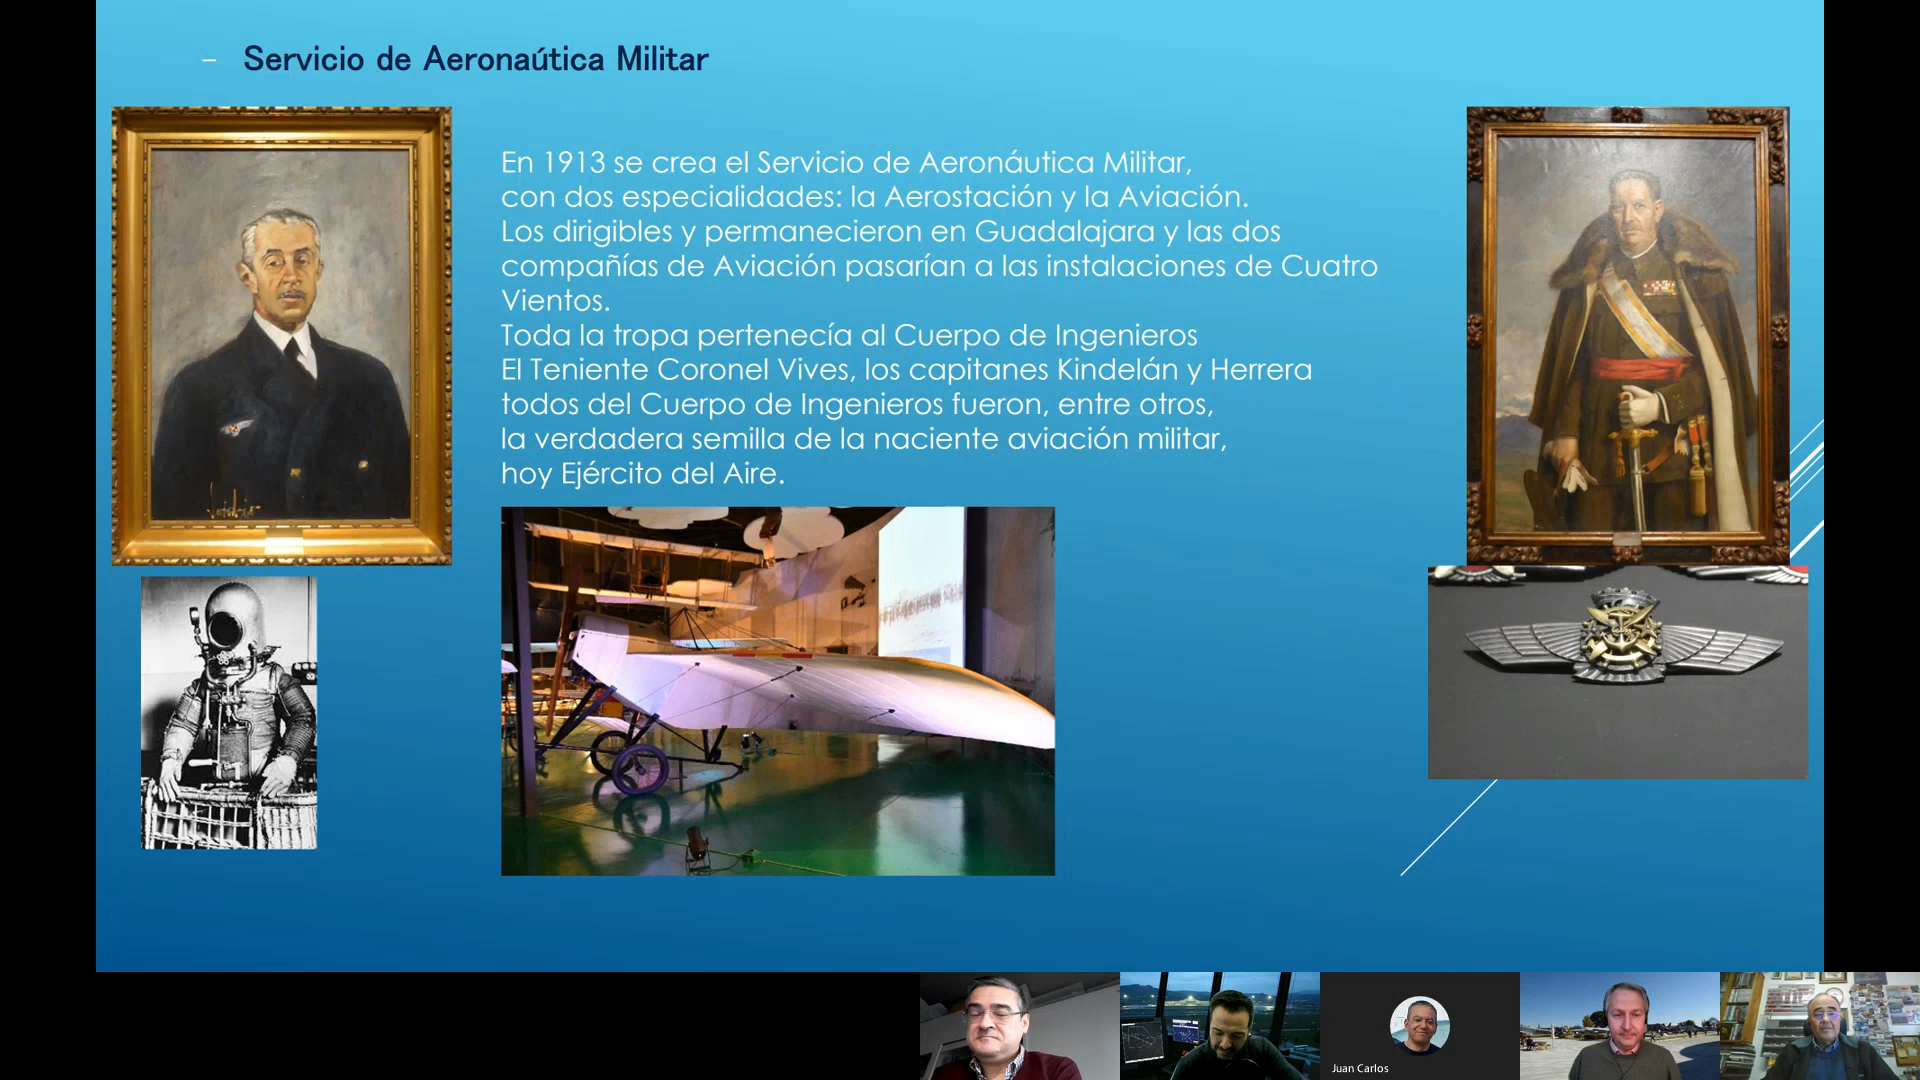 – Servicio de Aeronaútica Militar
En 1913 se crea el Servicio de Aeronáutica Militar,
con dos especialidades: la Aerostación y la Aviación.
Los dirigibles y permanecieron en Guadalajara y las dos
compañías de Aviación pasarían a las instalaciones de Cuatro
Vientos.
Toda la tropa pertenecía al Cuerpo de Ingenieros
El Teniente Coronel Vives, los capitanes Kindelán y Herrera
todos del Cuerpo de Ingenieros fueron, entre otros,
la verdadera semilla de la naciente aviación militar,
hoy Ejército del Aire.
Juan Carlos